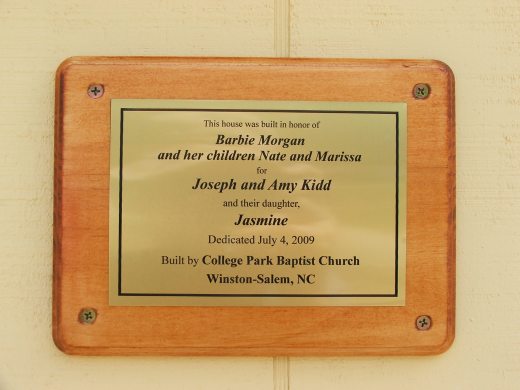 This house was built in honor of
Barbie Morgan
and her children Nate and Marissa
for
Joseph and Amy Kidd
and their daughter,
Jasmine
Dedicated July 4, 2009
Built by College Park Baptist Church
Winston-Salem, NC